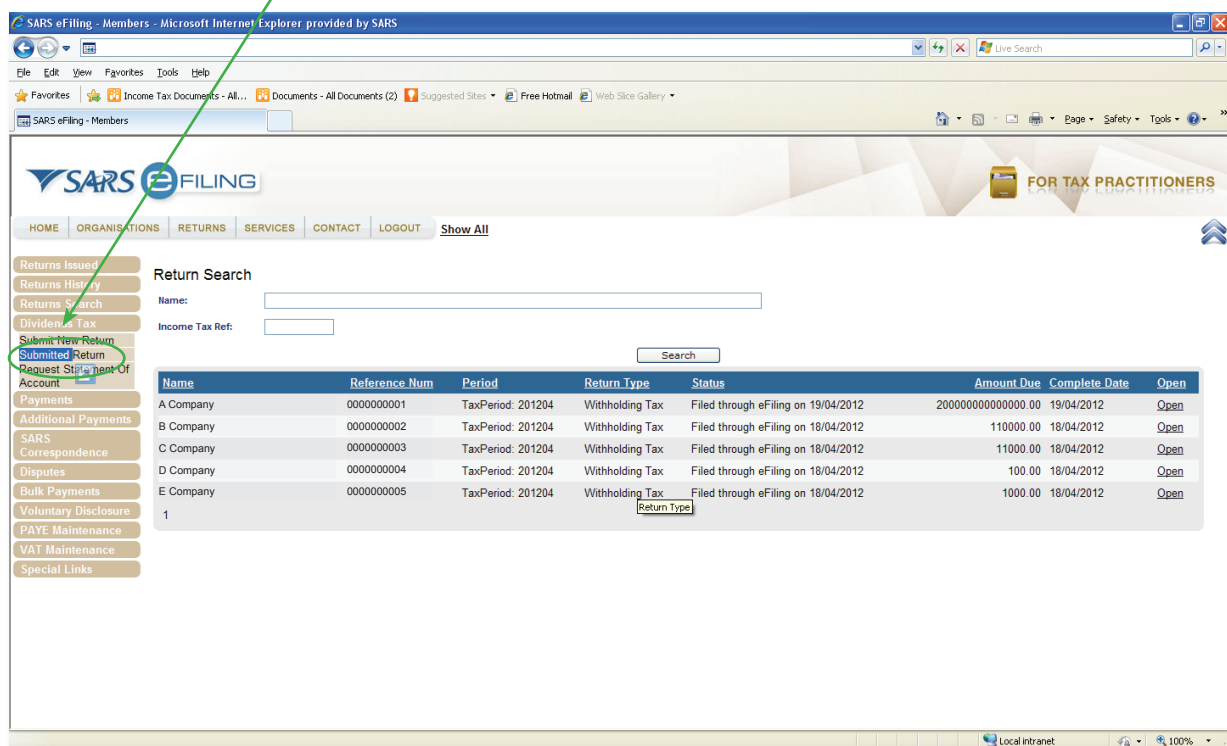 SARS eFiling - Members - Microsoft Internet Explorer provided by SARS
Live Search
File Edit View Favorites Tools Help
Favorites Income Tax Documents - All... Documents - All Documents (2) Suggested Sites Free Hotmail Web Slice Gallery
SARS eFiling - Members Page Safety Tools
SARS eFILING FOR TAX PRACTITIONERS
HOME ORGANISATIONS RETURNS SERVICES CONTACT LOGOUT Show All
Returns Issued
Returns History
Returns Search
Dividends Tax
Submit New Return
Submitted Return
Request Statement Of
Account
Payments
Additional Payments
SARS
Correspondence
Disputes
Bulk Payments
Voluntary Disclosure
PAYE Maintenance
VAT Maintenance
Special Links
Return Search
Name:
Income Tax Ref:
Search
Name Reference Num Period Return Type Status Amount Due Complete Date Open
A Company 0000000001 TaxPeriod: 201204 Withholding Tax Filed through eFiling on 19/04/2012 200000000000000.00 19/04/2012 Open
B Company 0000000002 TaxPeriod: 201204 Withholding Tax Filed through eFiling on 18/04/2012 110000.00 18/04/2012 Open
C Company 0000000003 TaxPeriod: 201204 Withholding Tax Filed through eFiling on 18/04/2012 11000.00 18/04/2012 Open
D Company 0000000004 TaxPeriod: 201204 Withholding Tax Filed through eFiling on 18/04/2012 100.00 18/04/2012 Open
E Company 0000000005 TaxPeriod: 201204 Withholding Tax Filed through eFiling on 18/04/2012 1000.00 18/04/2012 Open
Return Type
1
Local intranet 100%